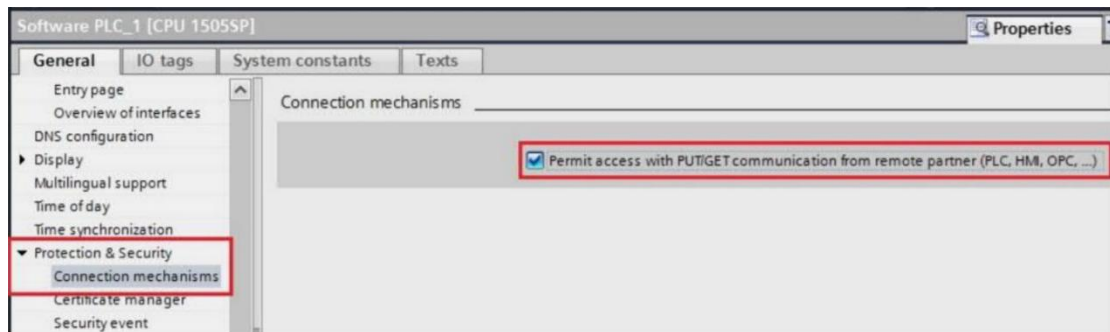 Software PLC_1 [CPU 1505SP]
Properties
General
IO tags
System constants
Texts
Entry page
Overview of interfaces
DNS configuration
Display
Multilingual support
Time of day
Time synchronization
Protection & Security
Connection mechanisms
Certificate manager
Security event
Connection mechanisms
Permit access with PUT/GET communication from remote partner (PLC, HMI, OPC, ...)